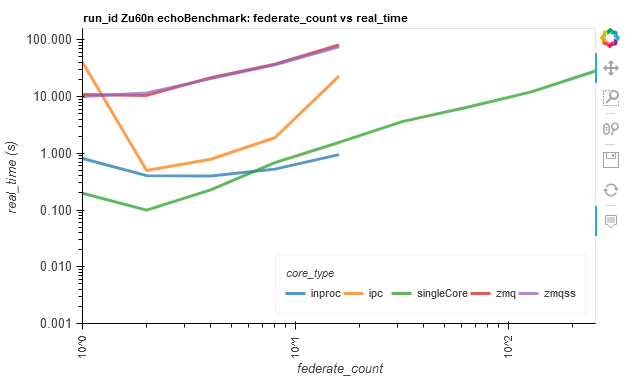 run_id Zu60n echoBenchmark: federate_count vs real_time
100.000
10.000
1.000
0.100
0.010
0.001
real_time (s)
core_type
inproc ipc singleCore zmq zmqss
10^0 10^1 10^2
federate_count